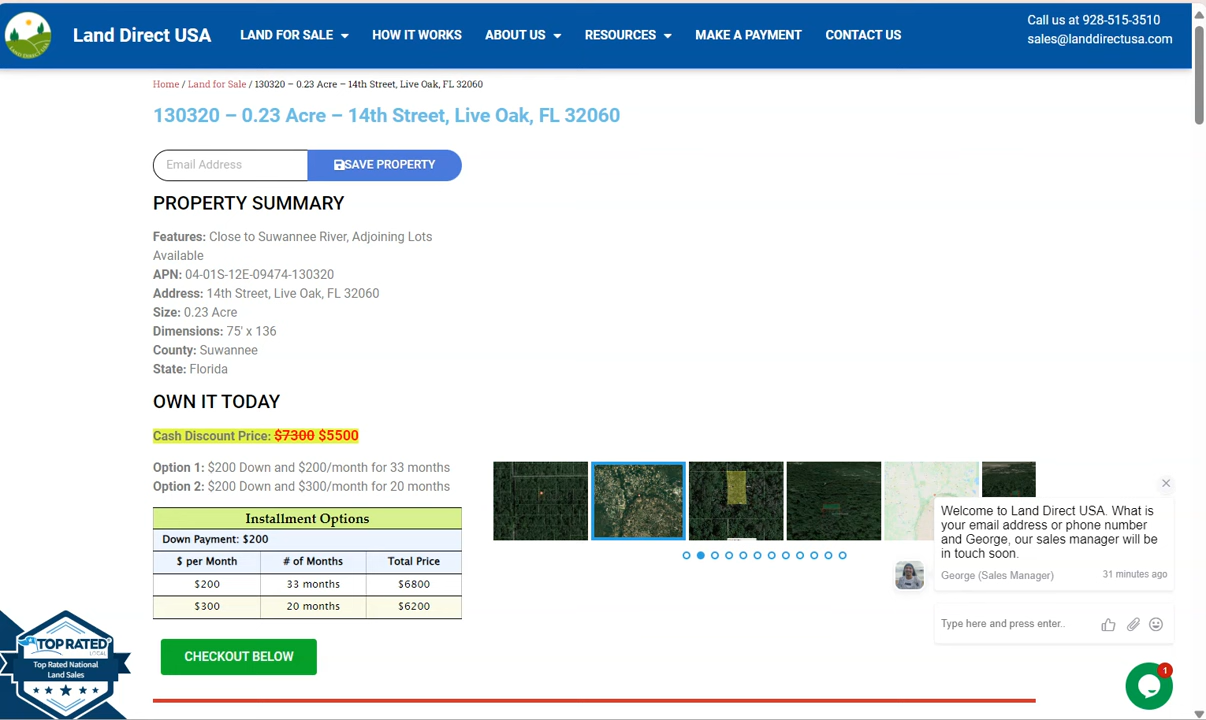 Land Direct USA
LAND FOR SALE
HOW IT WORKS
ABOUT US
RESOURCES
MAKE A PAYMENT
CONTACT US
Call us at 928-515-3510
sales@landdirectusa.com
Home / Land for Sale / 130320 – 0.23 Acre – 14th Street, Live Oak, FL 32060
130320 – 0.23 Acre – 14th Street, Live Oak, FL 32060
Email Address
SAVE PROPERTY
PROPERTY SUMMARY
Features: Close to Suwannee River, Adjoining Lots
Available
APN: 04-01S-12E-09474-130320
Address: 14th Street, Live Oak, FL 32060
Size: 0.23 Acre
Dimensions: 75' x 136
County: Suwannee
State: Florida
OWN IT TODAY
Cash Discount Price: $7300 $5500
Option 1: $200 Down and $200/month for 33 months
Option 2: $200 Down and $300/month for 20 months
Installment Options
Down Payment: $200
$ per Month # of Months Total Price
$200 33 months $6800
$300 20 months $6200
CHECKOUT BELOW
TOP RATED
LOCAL
Top Rated National
Land Sales
Welcome to Land Direct USA. What is
your email address or phone number
and George, our sales manager will be
in touch soon.
George (Sales Manager) 31 minutes ago
Type here and press enter..
1